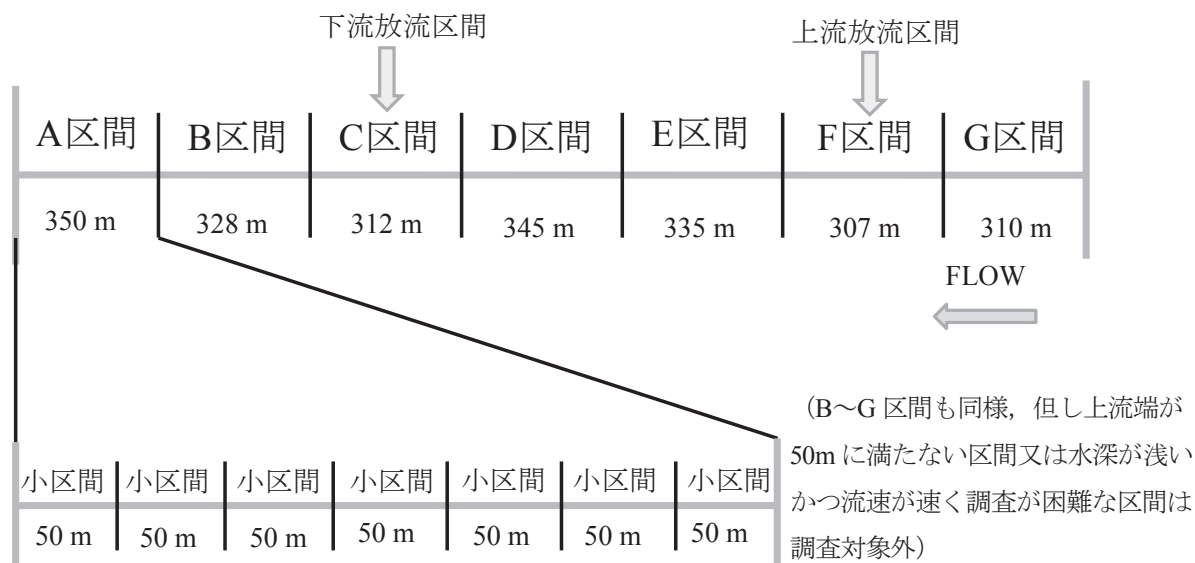 下流放流区間
上流放流区間
A区間 B区間 C区間 D区間 E区間 F区間 G区間
350 m 328 m 312 m 345 m 335 m 307 m 310 m
FLOW
(B～G 区間も同様，但し上流端が
50m に満たない区間又は水深が浅い
かつ流速が速く調査が困難な区間は
調査対象外)
小区間 小区間 小区間 小区間 小区間 小区間 小区間
50 m 50 m 50 m 50 m 50 m 50 m 50 m